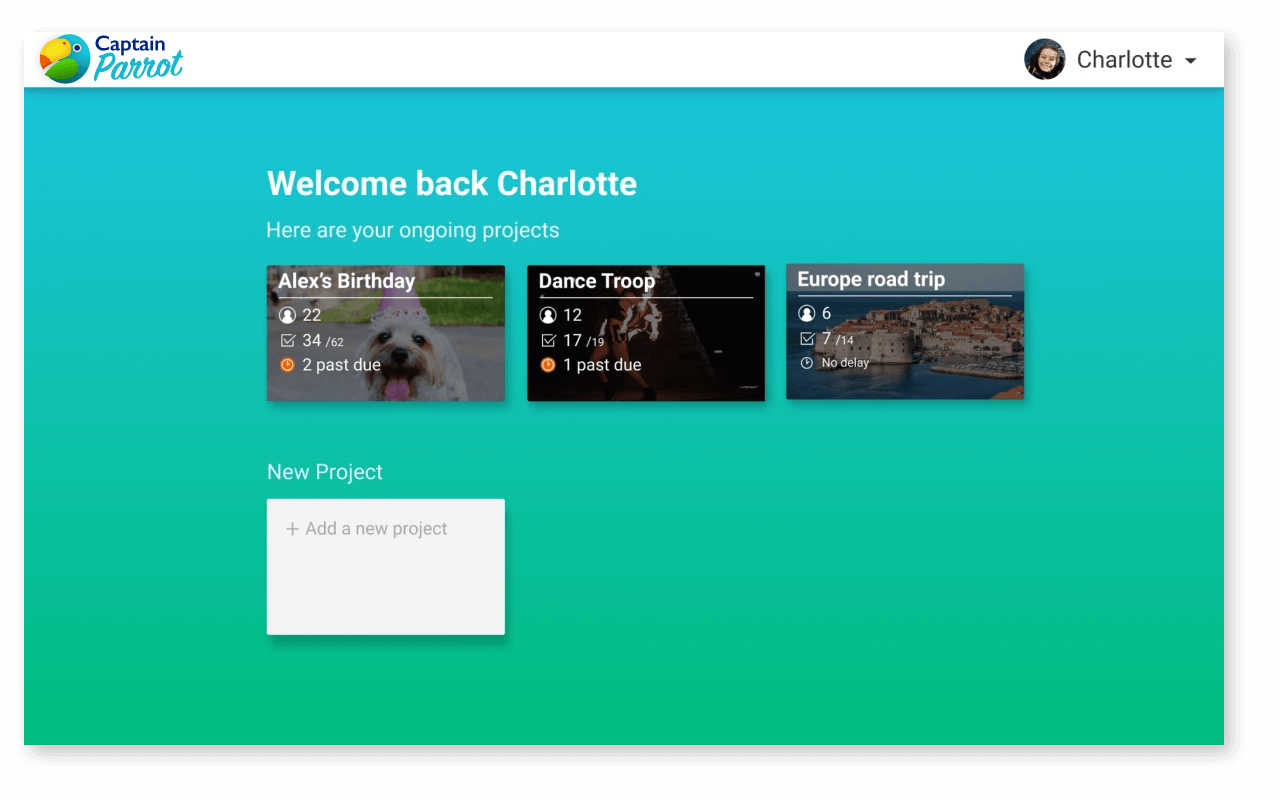 Captain
Parrot
Charlotte
Welcome back Charlotte
Here are your ongoing projects
Alex's Birthday
22
34 /62
2 past due
Dance Troop
12
17 /19
1 past due
Europe road trip
6
7 /14
No delay
New Project
+ Add a new project